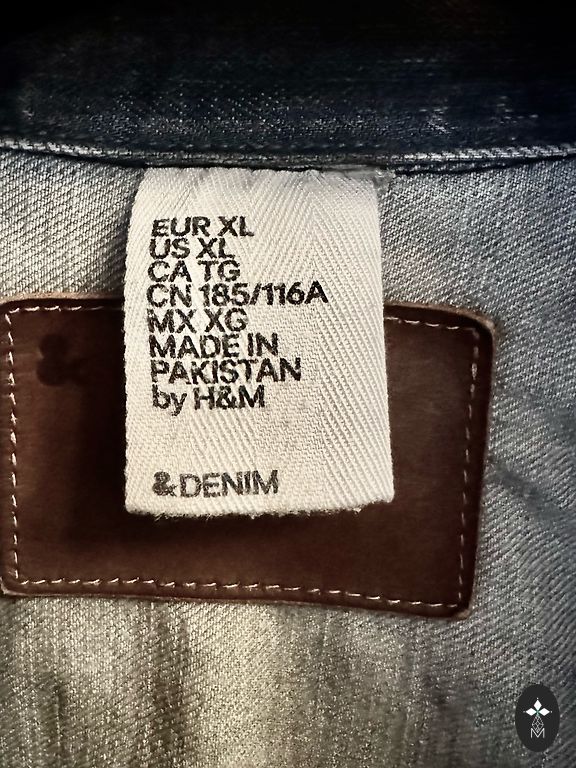 EUR XL
US XL
CA TG
CN 185/116A
MX XG
MADE IN
PAKISTAN
by H&M
&DENIM
M